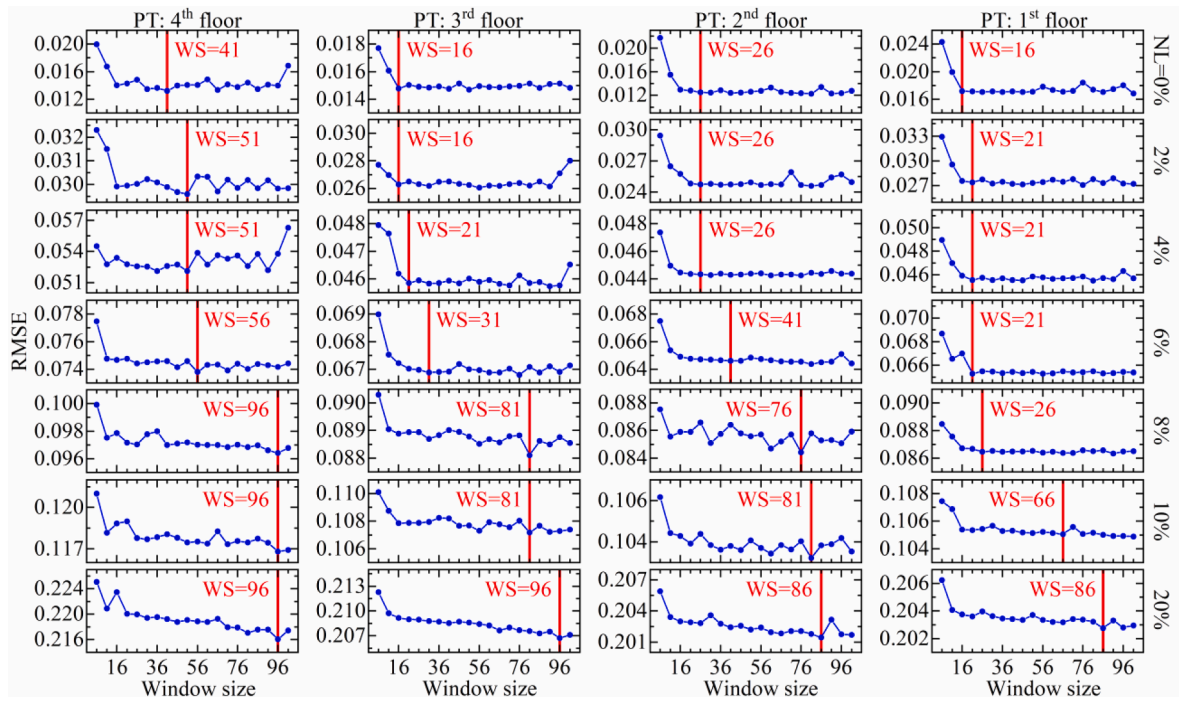 PT: 4th floor PT: 3rd floor PT: 2nd floor PT: 1st floor
0.020 0.016 0.012 WS=41 0.018 0.016 0.014 WS=16 0.020 0.016 0.012 WS=26 0.024 0.020 0.016 WS=16 NL=0%
0.032 0.031 0.030 WS=51 0.030 0.028 0.026 WS=16 0.030 0.027 0.024 WS=26 0.033 0.030 0.027 WS=21 2%
0.057 0.054 0.051 WS=51 0.048 0.047 0.046 WS=21 0.048 0.046 0.044 WS=26 0.050 0.048 0.046 WS=21 4%
RMSE
0.078 0.076 0.074 WS=56 0.069 0.068 0.067 WS=31 0.068 0.066 0.064 WS=41 0.070 0.068 0.066 WS=21 6%
0.100 0.098 0.096 WS=96 0.090 0.089 0.088 WS=81 0.088 0.086 0.084 WS=76 0.090 0.088 0.086 WS=26 8%
0.120 0.117 WS=96 0.110 0.108 0.106 WS=81 0.106 0.104 WS=81 0.108 0.106 0.104 WS=66 10%
0.224 0.220 0.216 WS=96 0.213 0.210 0.207 WS=96 0.207 0.204 0.201 WS=86 0.206 0.204 0.202 WS=86 20%
16 36 56 76 96 16 36 56 76 96 16 36 56 76 96 16 36 56 76 96
Window size Window size Window size Window size